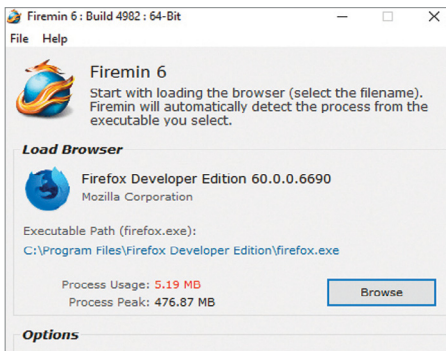 Firemin 6 : Build 4982 : 64-Bit
File Help
Firemin 6
Start with loading the browser (select the filename).
Firemin will automatically detect the process from the
executable you select.
Load Browser
Firefox Developer Edition 60.0.0.6690
Mozilla Corporation
Executable Path (firefox.exe):
C:\Program Files\Firefox Developer Edition\firefox.exe
Process Usage: 5.19 MB
Process Peak: 476.87 MB
Browse
Options